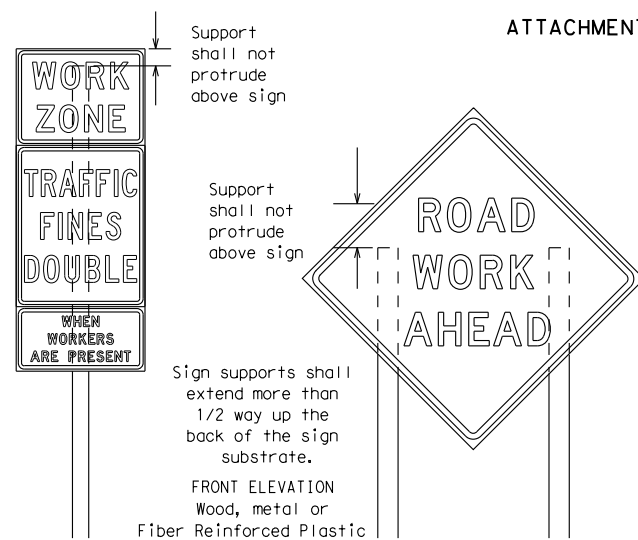 ATTACHMENT
Support
shall not
protrude
above sign
WORK
ZONE
TRAFFIC
FINES
DOUBLE
WHEN
WORKERS
ARE PRESENT
Support
shall not
protrude
above sign
ROAD
WORK
AHEAD
Sign supports shall
extend more than
1/2 way up the
back of the sign
substrate.
FRONT ELEVATION
Wood, metal or
Fiber Reinforced Plastic